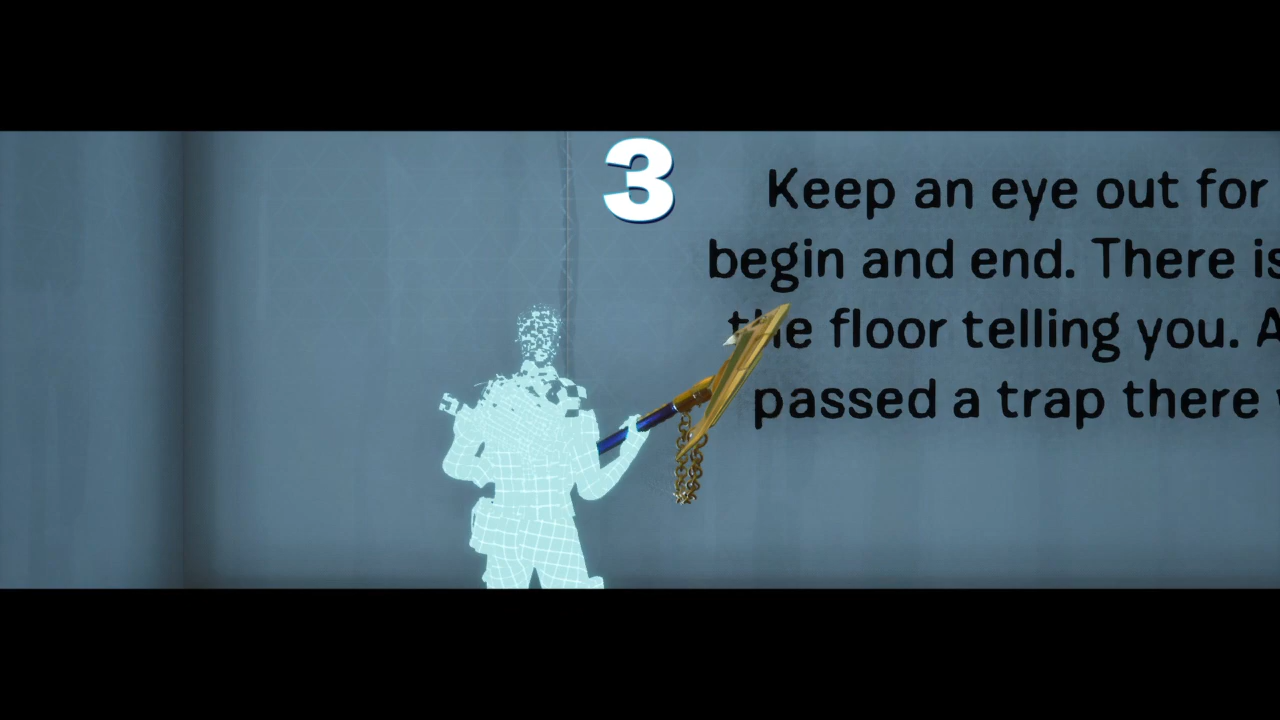 3
Keep an eye out for
begin and end. There is
the floor telling you. A
passed a trap there